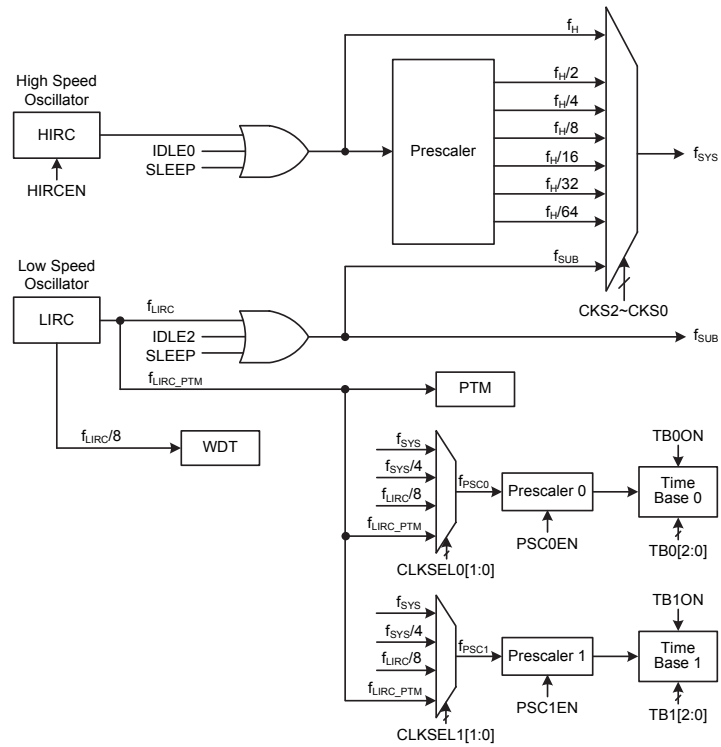 High Speed
Oscillator
HIRC
HIRCEN
IDLE0
SLEEP
Prescaler
fH
fH/2
fH/4
fH/8
fH/16
fH/32
fH/64
fSUB
fSYS
CKS2~CKS0
Low Speed
Oscillator
LIRC
fLIRC
IDLE2
SLEEP
fSUB
fLIRC_PTM
PTM
fLIRC/8
WDT
fSYS
fSYS/4
fLIRC/8
fLIRC_PTM
CLKSEL0[1:0]
fPSC0
Prescaler 0
PSC0EN
TB0ON
Time
Base 0
TB0[2:0]
fSYS
fSYS/4
fLIRC/8
fLIRC_PTM
CLKSEL1[1:0]
fPSC1
Prescaler 1
PSC1EN
TB1ON
Time
Base 1
TB1[2:0]